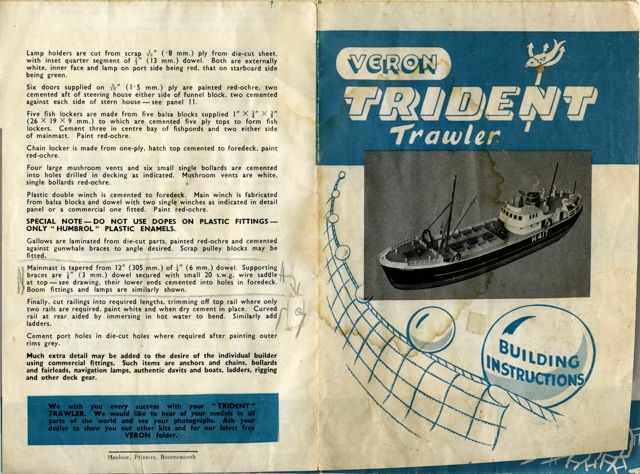 Lamp holders are cut from scrap 1/32″ (·8 mm.) ply from die-cut sheet,
with inset quarter segment of ½″ (13 mm.) dowel. Both are externally
white, inner face and lamp on port side being red, that on starboard side
being green.
Six doors supplied on 1/16″ (1·5 mm.) ply are painted red-ochre, two
cemented aft of steering house either side of funnel block, two cemented
against each side of stern house — see panel 11.
Five fish lockers are made from five balsa blocks supplied 1″ × ¾″ × ⅜″
(26 × 19 × 9 mm.) to which are cemented five ply tops to form fish
lockers. Cement three in centre bay of fishponds and two either side
of mainmast. Paint red-ochre.
Chain locker is made from one-ply, hatch top cemented to foredeck, paint
red-ochre.
Four large mushroom vents and six small single bollards are cemented
into holes drilled in decking as indicated. Mushroom vents are white,
single bollards red-ochre.
Plastic double winch is cemented to foredeck. Main winch is fabricated
from balsa blocks and dowel with two single winches as indicated in detail
panel or a commercial one fitted. Paint red-ochre.
SPECIAL NOTE—DO NOT USE DOPES ON PLASTIC FITTINGS—
ONLY "HUMBROL" PLASTIC ENAMELS.
Gallows are laminated from die-cut parts, painted red-ochre and cemented
against gunwhale braces to angle desired. Scrap pulley blocks may be
fitted.
Mainmast is tapered from 12″ (305 mm.) of ¼″ (6 mm.) dowel. Supporting
braces are ⅛″ (3 mm.) dowel secured with small 20 s.w.g. wire saddle
at top—see drawing, their lower ends cemented into holes in foredeck.
Boom fittings and lamps are similarly shown.
Finally, cut railings into required lengths, trimming off top rail where only
two rails are required, paint white and when dry cement in place. Curved
rail at rear aided by immersing in hot water to bend. Similarly add
ladders.
Cement port holes in die-cut holes where required after painting outer
rims grey.
Much extra detail may be added to the desire of the individual builder
using commercial fittings. Such items are anchors and chains, bollards
and fairleads, navigation lamps, authentic davits and boats, ladders, rigging
and other deck gear.
We wish you every success with your "TRIDENT"
TRAWLER. We would like to hear of your models in all
parts of the world and see your photographs. Ask your
dealer to show you our other kits and for our latest free
VERON folder.
Henbest, Printers, Bournemouth
VERON
TRIDENT
Trawler
H 417
BUILDING
INSTRUCTIONS